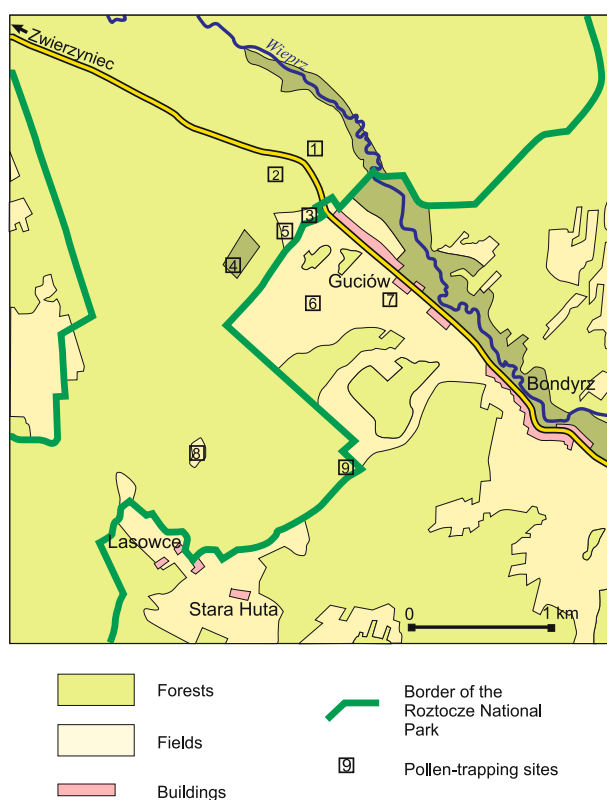 Zwierzyniec
Wieprz
1
2
3
5
4
Guciów
6
7
Bondyrz
8
9
Lasowce
Stara Huta
0
1 km
Forests
Fields
Buildings
Border of the
Roztocze National
Park
9
Pollen-trapping sites